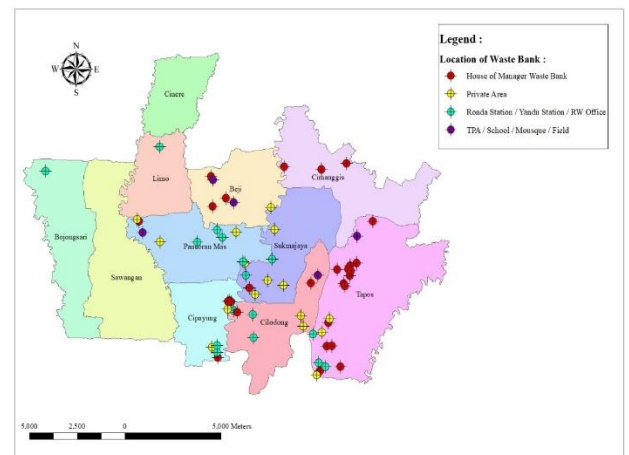 Legend :
Location of Waste Bank :
House of Manager Waste Bank
Private Area
Ronda Station / Yandu Station / RW Office
TPA / School / Mousque / Field
N
W
E
S
Cinere
Limo
Beji
Cimanggis
Bojongsari
Sawangan
Pancoran Mas
Sukmajaya
Tapos
Cipayung
Cilodong
5,000
2,500
0
5,000 Meters